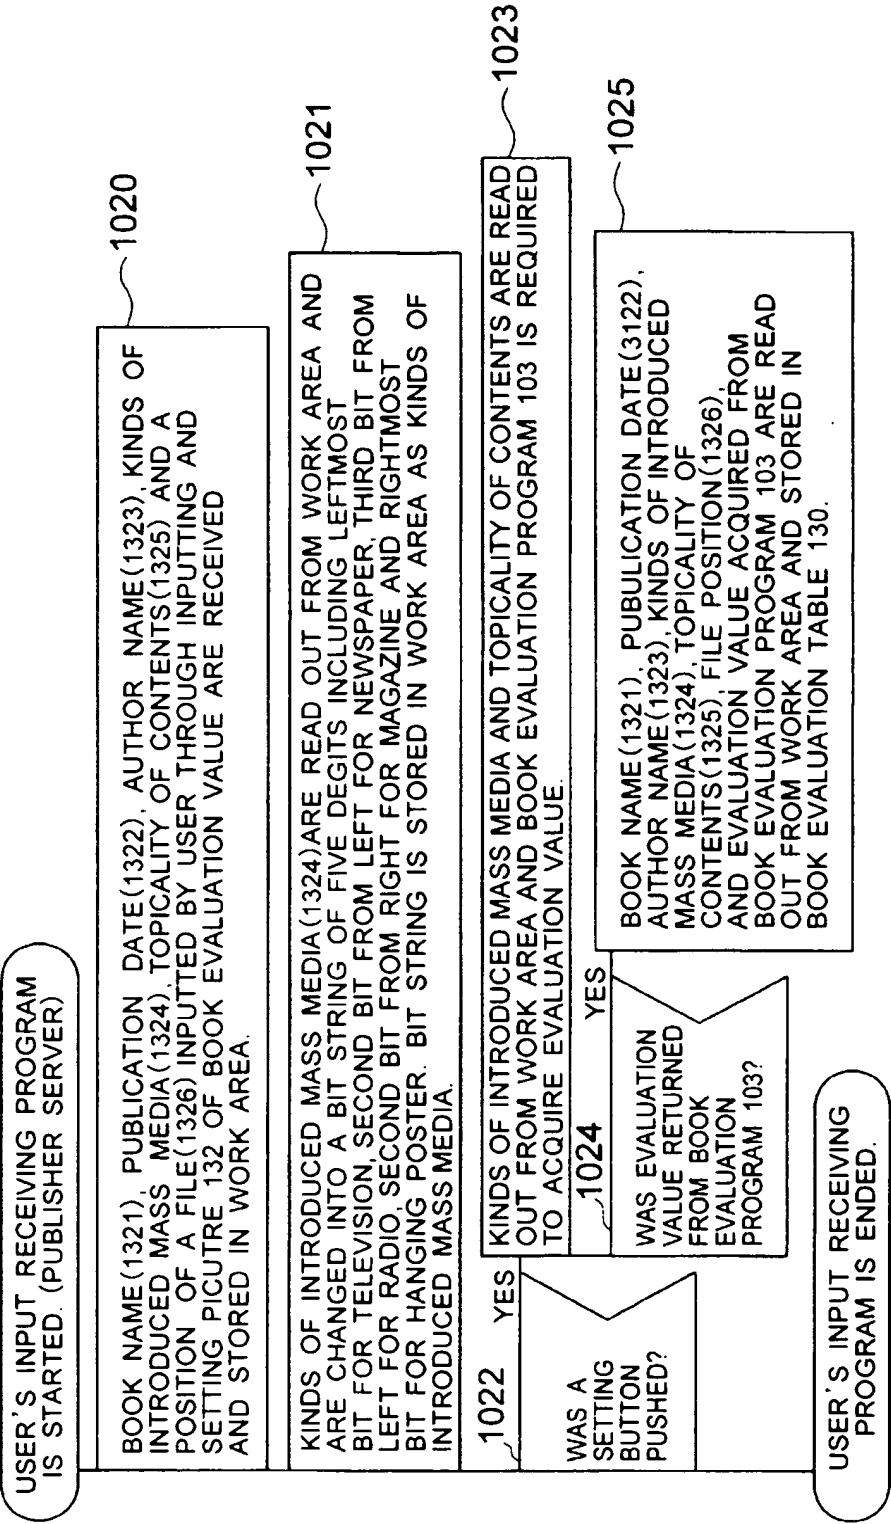 USER'S INPUT RECEIVING PROGRAM
IS STARTED. (PUBLISHER SERVER)
1020
BOOK NAME(1321), PUBLICATION DATE(1322), AUTHOR NAME(1323), KINDS OF
INTRODUCED MASS MEDIA(1324), TOPICALITY OF CONTENTS(1325) AND A
POSITION OF A FILE(1326) INPUTTED BY USER THROUGH INPUTTING AND
SETTING PICUTRE 132 OF BOOK EVALUATION VALUE ARE RECEIVED
AND STORED IN WORK AREA.
1021
KINDS OF INTRODUCED MASS MEDIA(1324)ARE READ OUT FROM WORK AREA AND
ARE CHANGED INTO A BIT STRING OF FIVE DEGITS INCLUDING LEFTMOST
BIT FOR TELEVISION, SECOND BIT FROM LEFT FOR NEWSPAPER, THIRD BIT FROM
LEFT FOR RADIO, SECOND BIT FROM RIGHT FOR MAGAZINE AND RIGHTMOST
BIT FOR HANGING POSTER. BIT STRING IS STORED IN WORK AREA AS KINDS OF
INTRODUCED MASS MEDIA.
1022
WAS A
SETTING
BUTTON
PUSHED?
YES
1023
KINDS OF INTRODUCED MASS MEDIA AND TOPICALITY OF CONTENTS ARE READ
OUT FROM WORK AREA AND BOOK EVALUATION PROGRAM 103 IS REQUIRED
TO ACQUIRE EVALUATION VALUE.
1024
WAS EVALUATION
VALUE RETURNED
FROM BOOK
EVALUATION
PROGRAM 103?
YES
1025
BOOK NAME(1321), PUBULICATION DATE(3122),
AUTHOR NAME(1323), KINDS OF INTRODUCED
MASS MEDIA(1324), TOPICALITY OF
CONTENTS(1325), FILE POSITION(1326),
AND EVALUATION VALUE ACQUIRED FROM
BOOK EVALUATION PROGRAM 103 ARE READ
OUT FROM WORK AREA AND STORED IN
BOOK EVALUATION TABLE 130.
USER'S INPUT RECEIVING
PROGRAM IS ENDED.